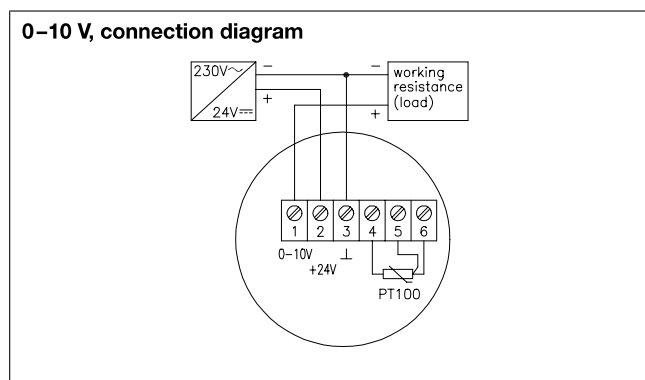 0–10 V, connection diagram
230V~
24V⎓
−
+
−
+
working
resistance
(load)
1 2 3 4 5 6
0-10V
+24V
⊥
PT100